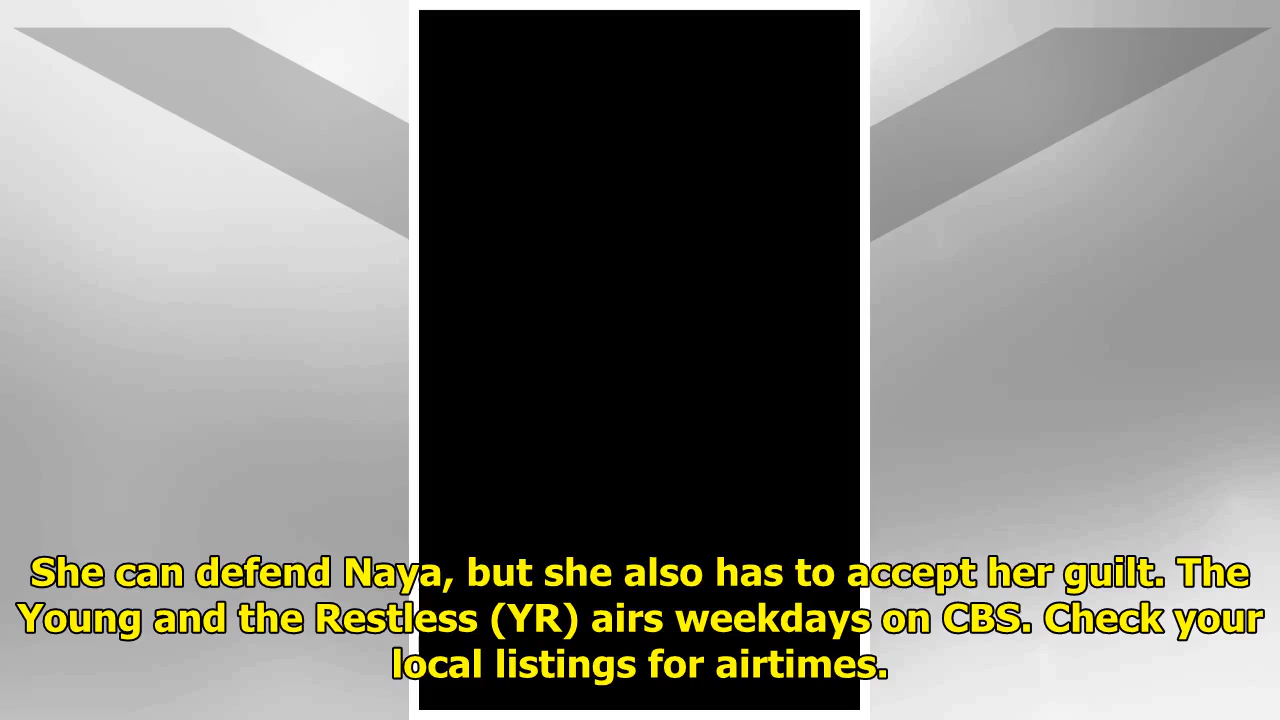 She can defend Naya, but she also has to accept her guilt. The
Young and the Restless (YR) airs weekdays on CBS. Check your
local listings for airtimes.